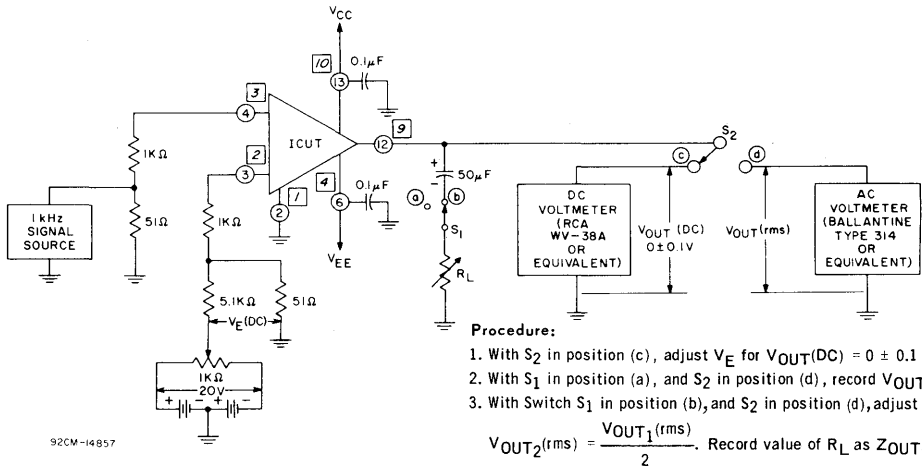 VCC
10
0.1μF
13
3
4
ICUT
9
12
S2
1KΩ
2
3
1
2
4
6
0.1μF
+
50μF
-
a
b
S1
c
d
1 kHz
SIGNAL
SOURCE
51Ω
1KΩ
VEE
RL
DC
VOLTMETER
(RCA
WV-38A
OR
EQUIVALENT)
VOUT (DC)
0±0.1V
VOUT(rms)
AC
VOLTMETER
(BALLANTINE
TYPE 314
OR
EQUIVALENT)
5.1KΩ
51Ω
VE(DC)
1KΩ
20V
+ - + -
92CM-14857
Procedure:
1. With S2 in position (c), adjust VE for VOUT(DC) = 0 ± 0.1
2. With S1 in position (a), and S2 in position (d), record VOUT
3. With Switch S1 in position (b), and S2 in position (d), adjust
VOUT2(rms) = VOUT1(rms) / 2. Record value of RL as ZOUT